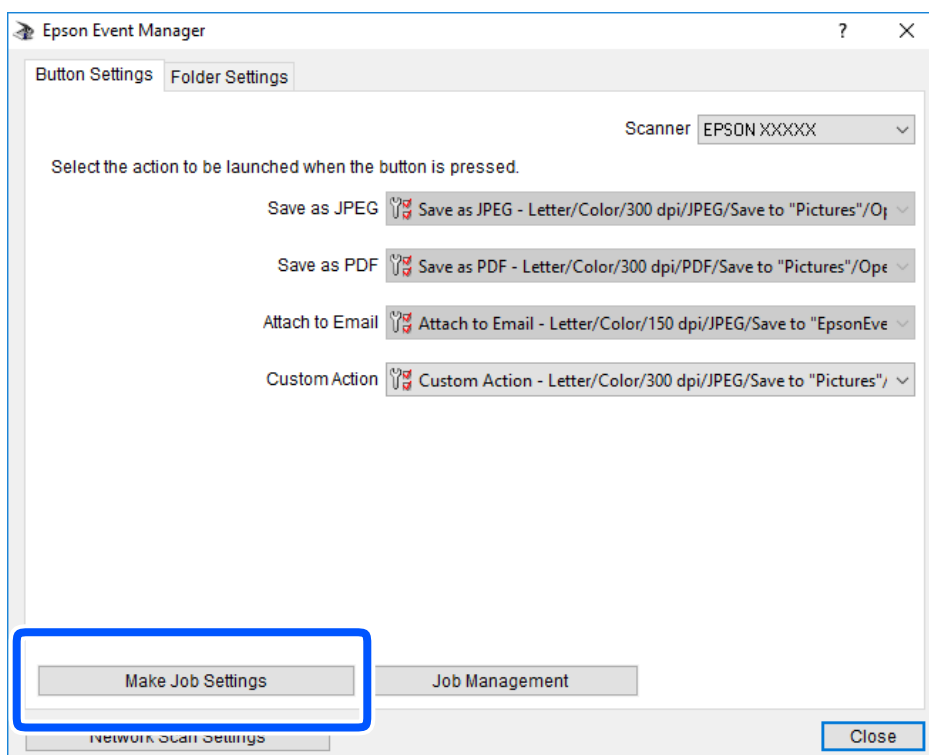 Epson Event Manager
Button Settings
Folder Settings
Scanner EPSON XXXXX
Select the action to be launched when the button is pressed.
Save as JPEG Save as JPEG - Letter/Color/300 dpi/JPEG/Save to "Pictures"/Op
Save as PDF Save as PDF - Letter/Color/300 dpi/PDF/Save to "Pictures"/Ope
Attach to Email Attach to Email - Letter/Color/150 dpi/JPEG/Save to "EpsonEve
Custom Action Custom Action - Letter/Color/300 dpi/JPEG/Save to "Pictures"/
Make Job Settings
Job Management
Network Scan Settings
Close